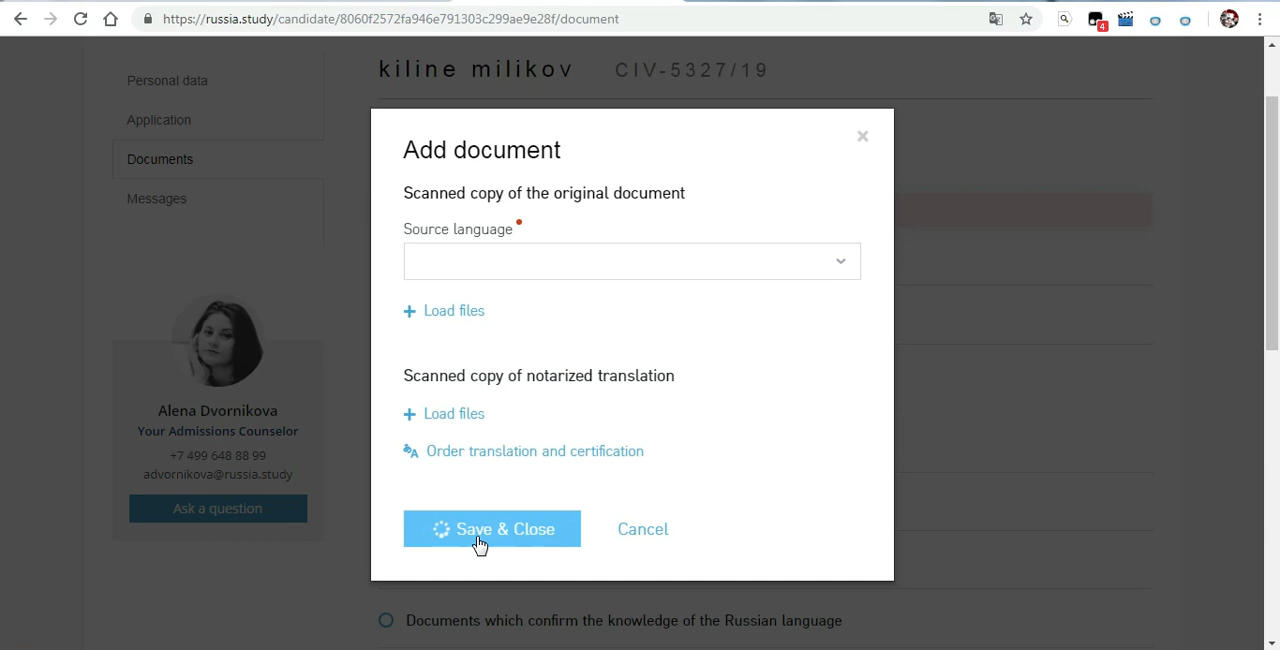 https://russia.study/candidate/8060f2572fa946e791303c299ae9e28f/document
4
Personal data
Application
Documents
Messages
kiline milikov CIV-5327/19
Add document
Scanned copy of the original document
Source language
+ Load files
Scanned copy of notarized translation
+ Load files
Order translation and certification
Save & Close Cancel
Alena Dvornikova
Your Admissions Counselor
+7 499 648 88 99
advornikova@russia.study
Ask a question
Documents which confirm the knowledge of the Russian language